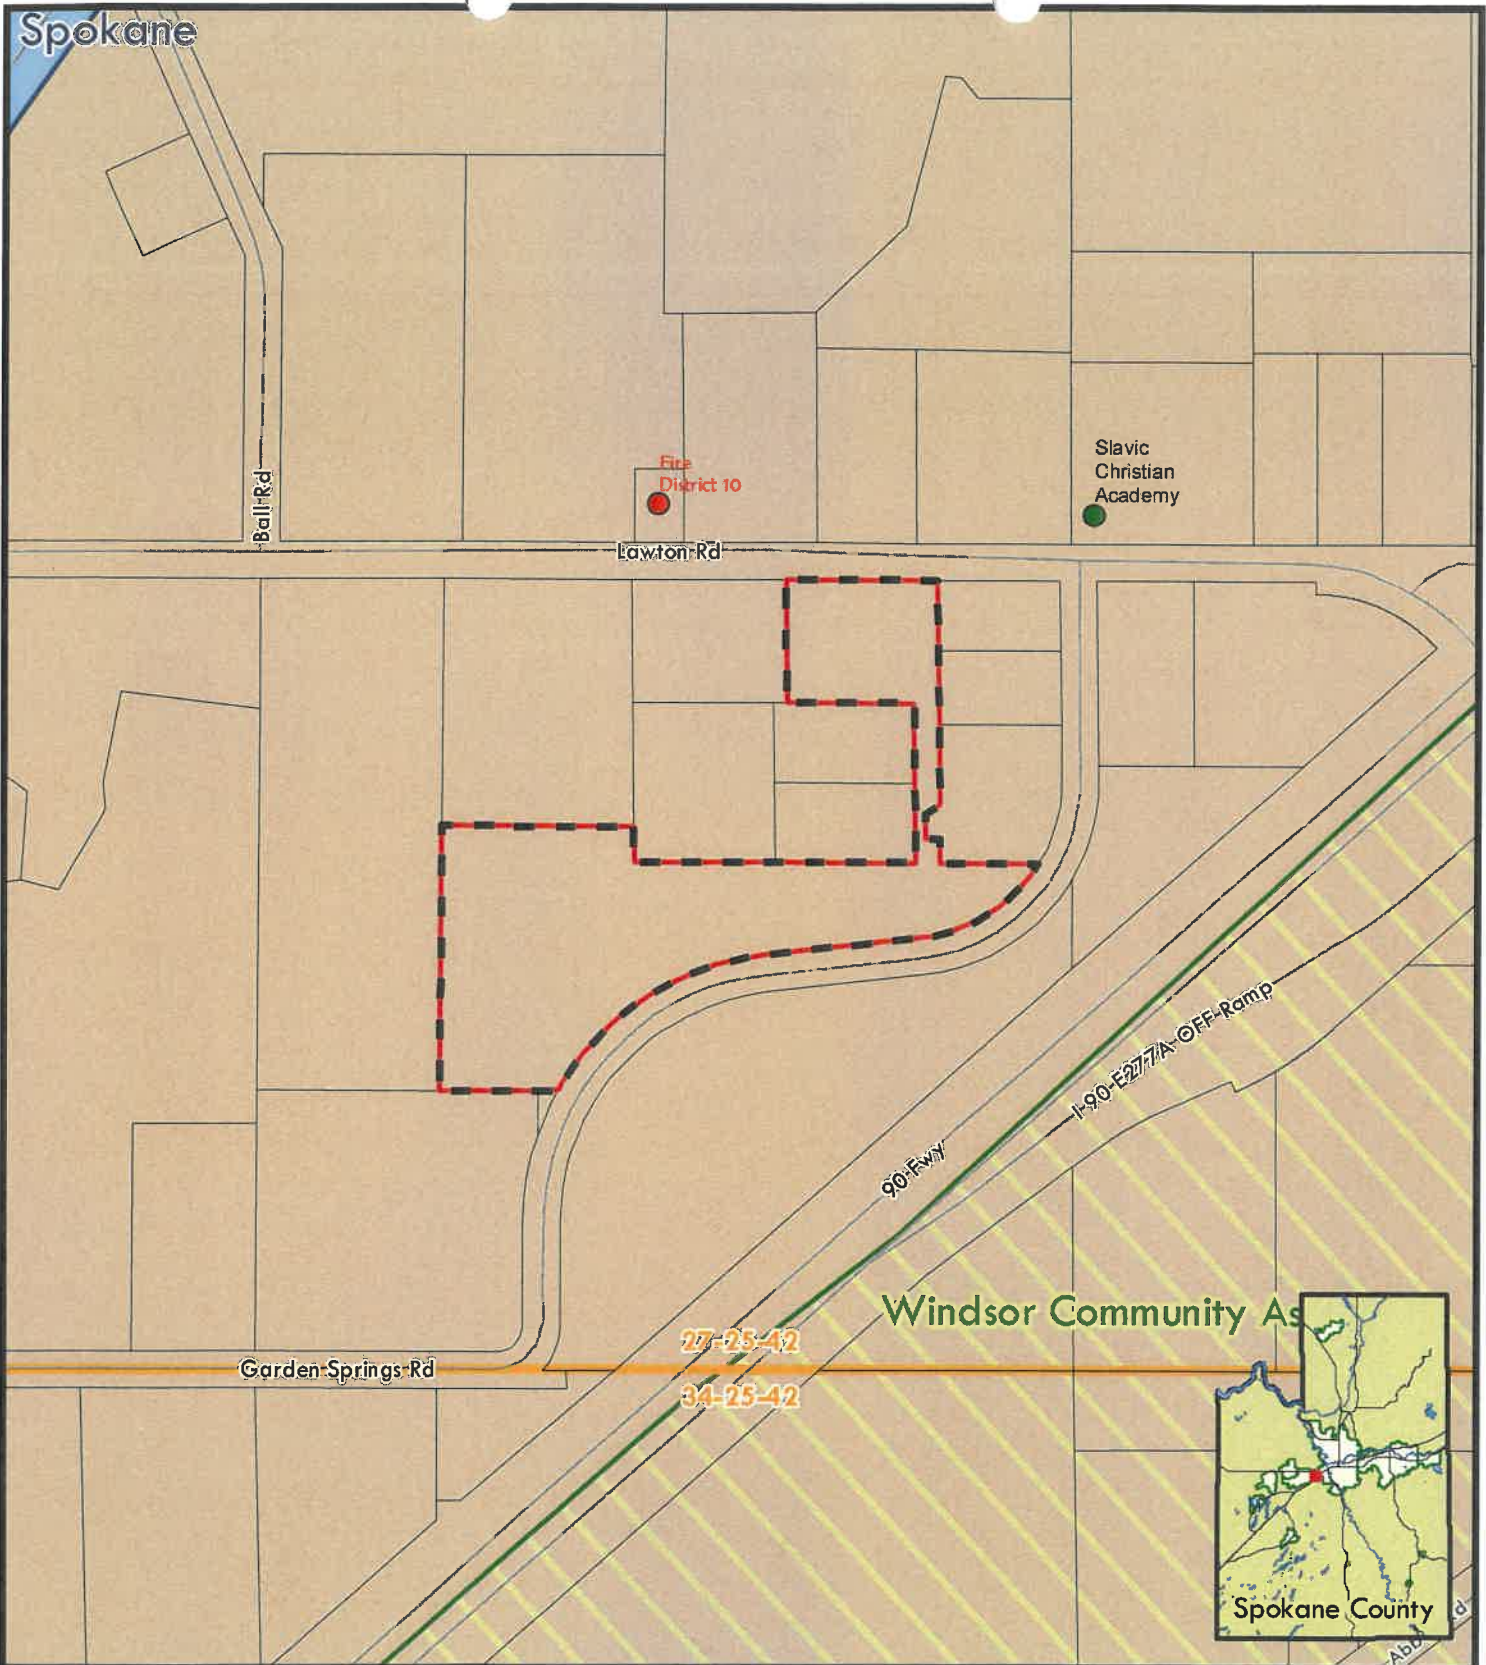 Spokane
Ball Rd
Fire
District 10
Slavic
Christian
Academy
Lawton Rd
I-90 E277A OFF Ramp
90 Fwy
Windsor Community As
27-25-42
Garden Springs Rd
34-25-42
Spokane County